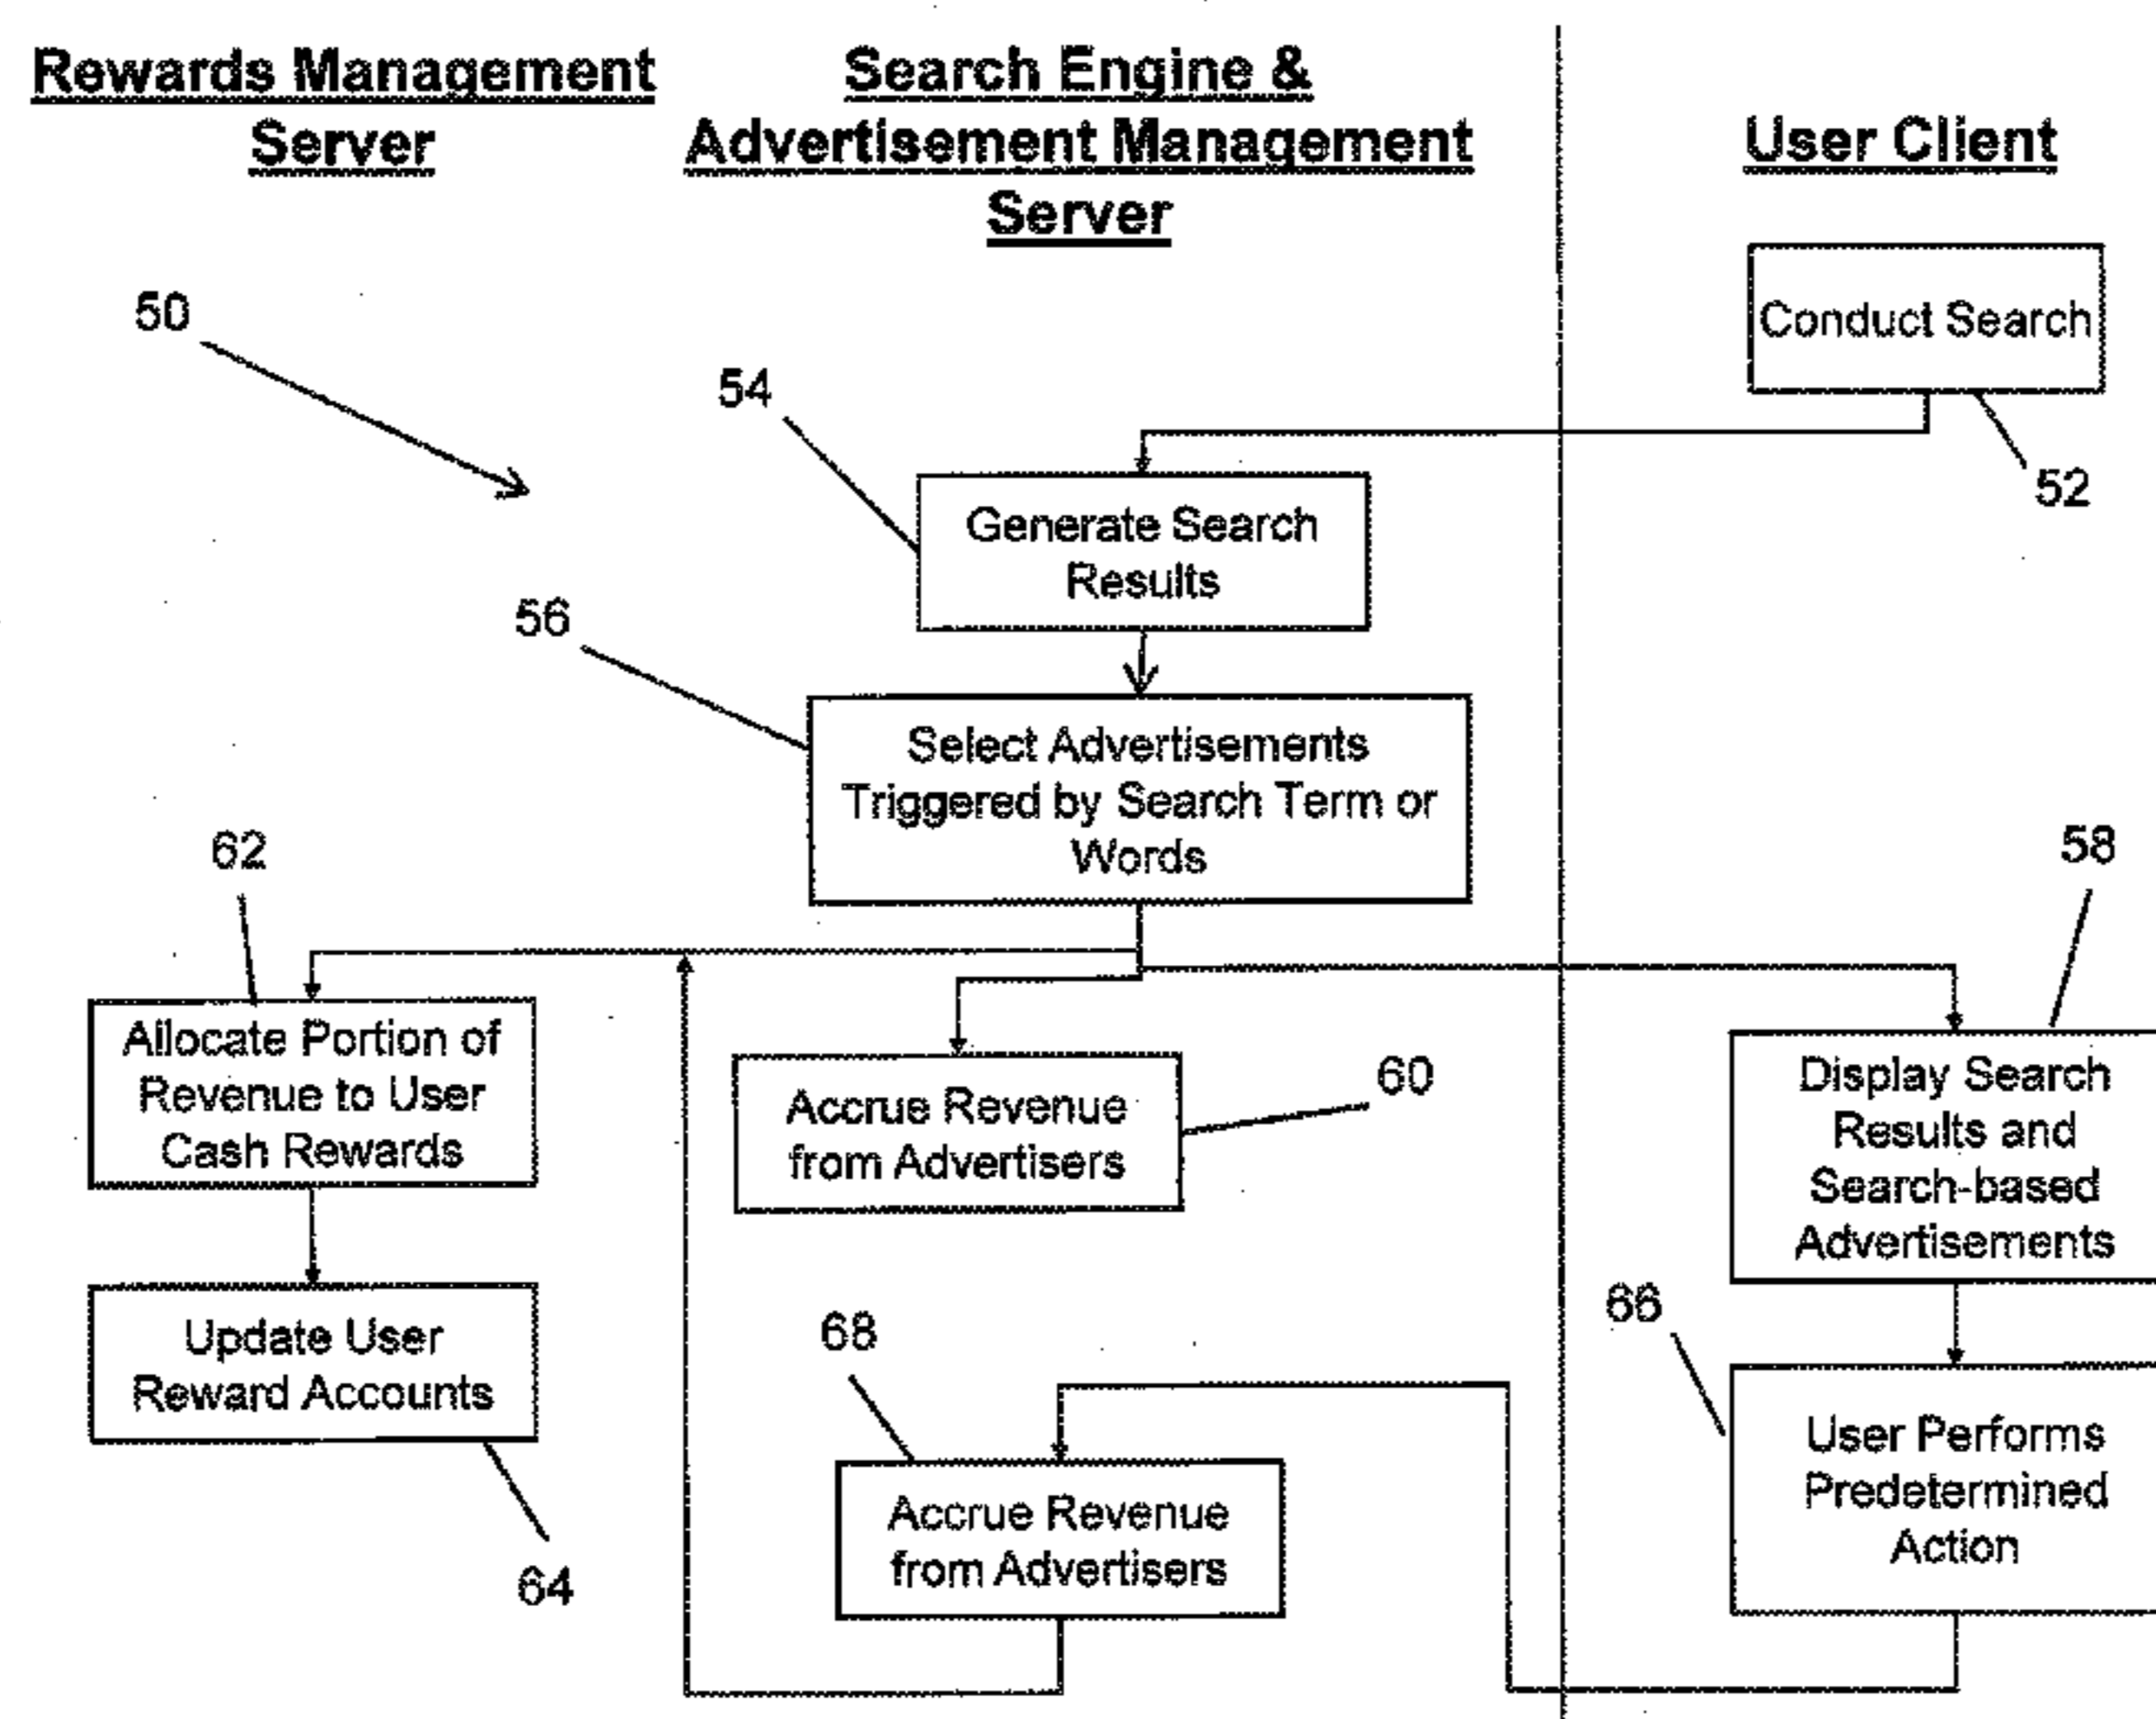 Rewards Management
Server
Search Engine &
Advertisement Management
Server
User Client
50
Conduct Search
52
54
Generate Search
Results
56
Select Advertisements
Triggered by Search Term or
Words
62
Allocate Portion of
Revenue to User
Cash Rewards
Accrue Revenue
from Advertisers
60
58
Display Search
Results and
Search-based
Advertisements
Update User
Reward Accounts
64
68
Accrue Revenue
from Advertisers
66
User Performs
Predetermined
Action